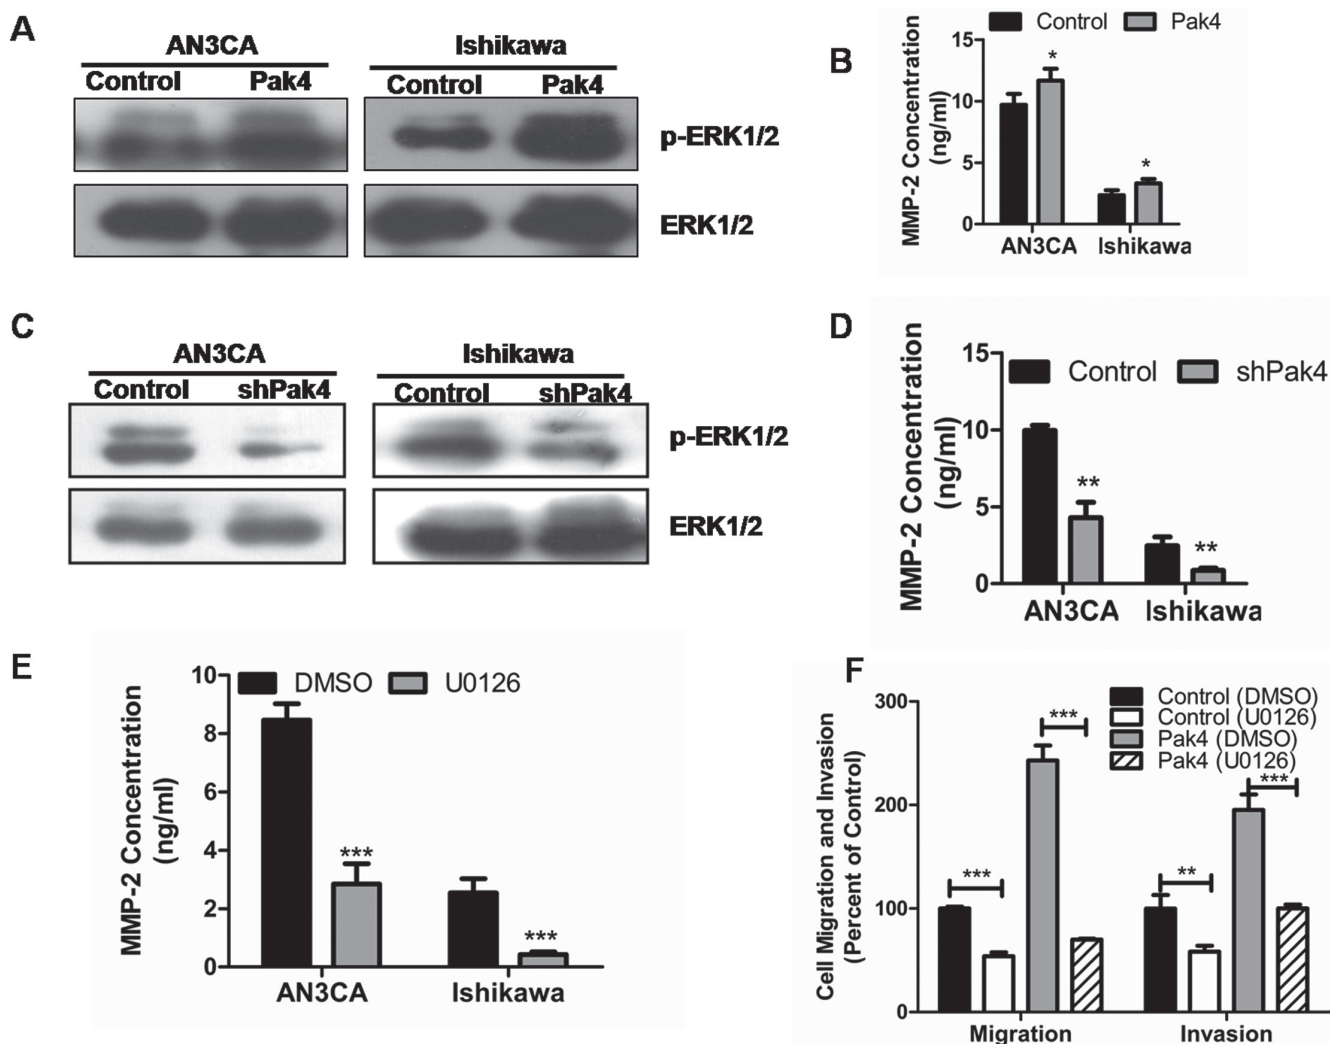 A
AN3CA
Ishikawa
Control
Pak4
Control
Pak4
p-ERK1/2
ERK1/2
B
Control
Pak4
MMP-2 Concentration
(ng/ml)
15
10
5
0
*
*
AN3CA
Ishikawa
C
AN3CA
Ishikawa
Control
shPak4
Control
shPak4
p-ERK1/2
ERK1/2
D
Control
shPak4
MMP-2 Concentration
(ng/ml)
15
10
5
0
**
**
AN3CA
Ishikawa
E
DMSO
U0126
MMP-2 Concentration
(ng/ml)
10
8
6
4
2
0
***
***
AN3CA
Ishikawa
F
Control (DMSO)
Control (U0126)
Pak4 (DMSO)
Pak4 (U0126)
Cell Migration and Invasion
(Percent of Control)
300
200
100
0
***
***
**
***
Migration
Invasion